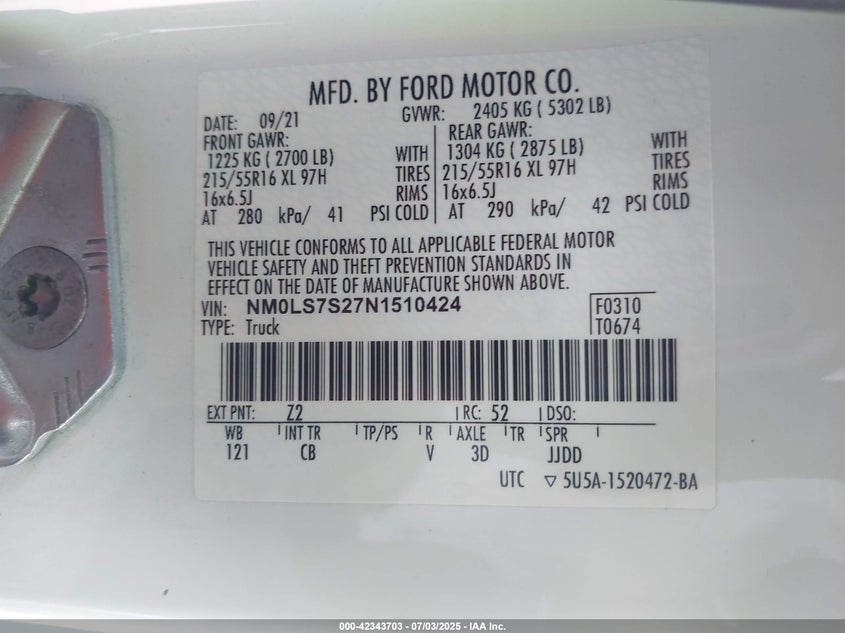 MFD. BY FORD MOTOR CO.
DATE: 09/21 GVWR: 2405 KG ( 5302 LB)
FRONT GAWR: REAR GAWR:
1225 KG ( 2700 LB) WITH 1304 KG ( 2875 LB) WITH
215/55R16 XL 97H TIRES 215/55R16 XL 97H TIRES
16x6.5J RIMS 16x6.5J RIMS
AT 280 kPa/ 41 PSI COLD AT 290 kPa/ 42 PSI COLD
THIS VEHICLE CONFORMS TO ALL APPLICABLE FEDERAL MOTOR
VEHICLE SAFETY AND THEFT PREVENTION STANDARDS IN
EFFECT ON THE DATE OF MANUFACTURE SHOWN ABOVE.
VIN: NM0LS7S27N1510424 F0310
TYPE: Truck T0674
EXT PNT: Z2 RC: 52 DSO:
WB INT TR TP/PS R AXLE TR SPR
121 CB V 3D JJDD
UTC ▽ 5U5A-1520472-BA
000-42343703 - 07/03/2025 - IAA Inc.